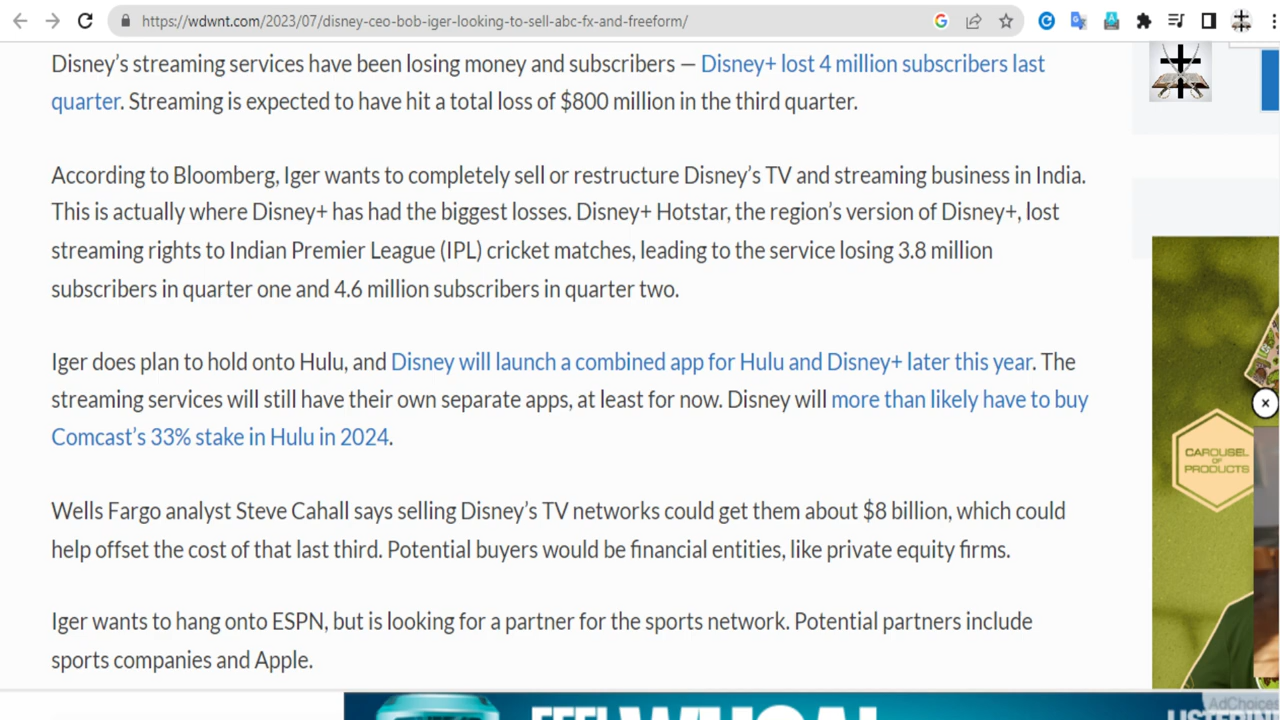 https://wdwnt.com/2023/07/disney-ceo-bob-iger-looking-to-sell-abc-fx-and-freeform/
Disney’s streaming services have been losing money and subscribers — Disney+ lost 4 million subscribers last
quarter. Streaming is expected to have hit a total loss of $800 million in the third quarter.
According to Bloomberg, Iger wants to completely sell or restructure Disney’s TV and streaming business in India.
This is actually where Disney+ has had the biggest losses. Disney+ Hotstar, the region’s version of Disney+, lost
streaming rights to Indian Premier League (IPL) cricket matches, leading to the service losing 3.8 million
subscribers in quarter one and 4.6 million subscribers in quarter two.
Iger does plan to hold onto Hulu, and Disney will launch a combined app for Hulu and Disney+ later this year. The
streaming services will still have their own separate apps, at least for now. Disney will more than likely have to buy
Comcast’s 33% stake in Hulu in 2024.
Wells Fargo analyst Steve Cahall says selling Disney’s TV networks could get them about $8 billion, which could
help offset the cost of that last third. Potential buyers would be financial entities, like private equity firms.
Iger wants to hang onto ESPN, but is looking for a partner for the sports network. Potential partners include
sports companies and Apple.
CAROUSEL
OF
PRODUCTS
AdChoices